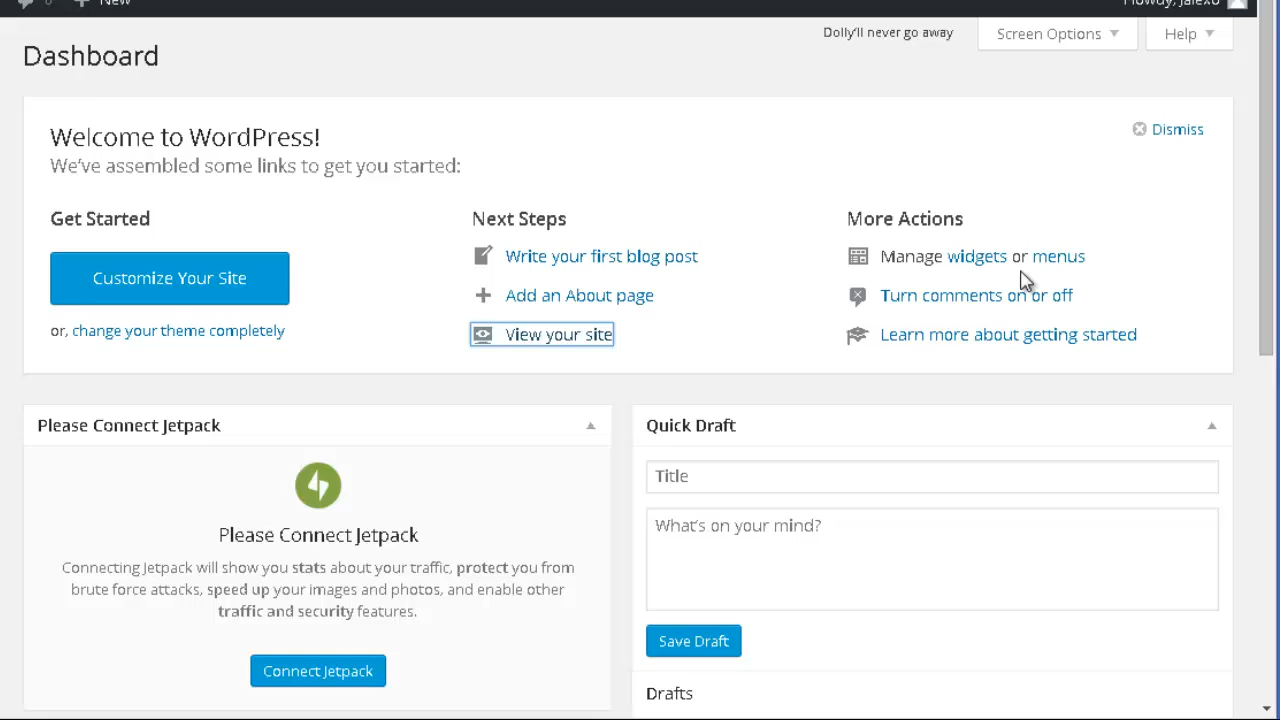 0 New
Howdy, Jalexo
Dolly'll never go away
Screen Options
Help
Dashboard
Welcome to WordPress!
Dismiss
We've assembled some links to get you started:
Get Started
Customize Your Site
or, change your theme completely
Next Steps
Write your first blog post
Add an About page
View your site
More Actions
Manage widgets or menus
Turn comments on or off
Learn more about getting started
Please Connect Jetpack
Please Connect Jetpack
Connecting Jetpack will show you stats about your traffic, protect you from
brute force attacks, speed up your images and photos, and enable other
traffic and security features.
Connect Jetpack
Quick Draft
Title
What's on your mind?
Save Draft
Drafts